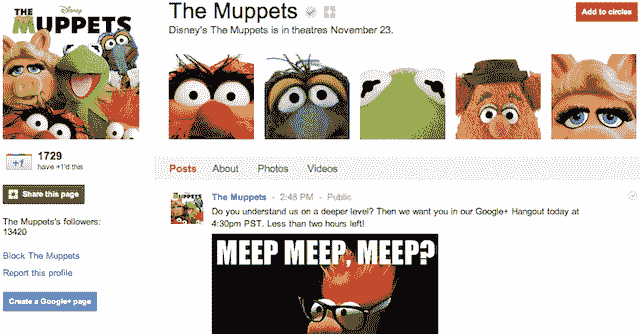 THE
Disney
MUPPETS
The Muppets
Add to circles
Disney's The Muppets is in theatres November 23.
+1
1729
have +1'd this
Share this page
The Muppets's followers:
13420
Block The Muppets
Report this profile
Create a Google+ page
Posts About Photos Videos
The Muppets - 2:48 PM - Public
Do you understand us on a deeper level? Then we want you in our Google+ Hangout today at
4:30pm PST. Less than two hours left!
MEEP MEEP, MEEP?